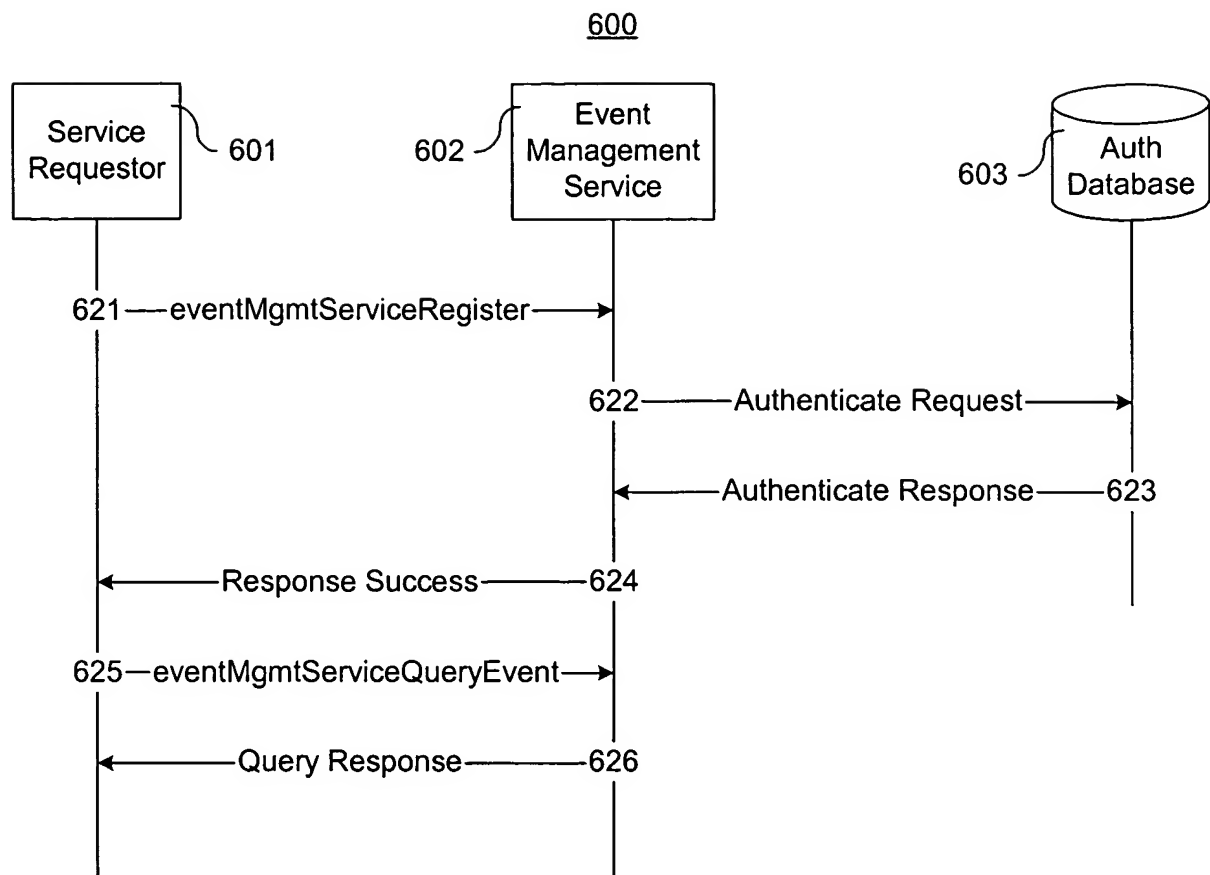 600
Service
Requestor
601
602
Event
Management
Service
603
Auth
Database
621 eventMgmtServiceRegister
622 Authenticate Request
Authenticate Response 623
Response Success 624
625 eventMgmtServiceQueryEvent
Query Response 626